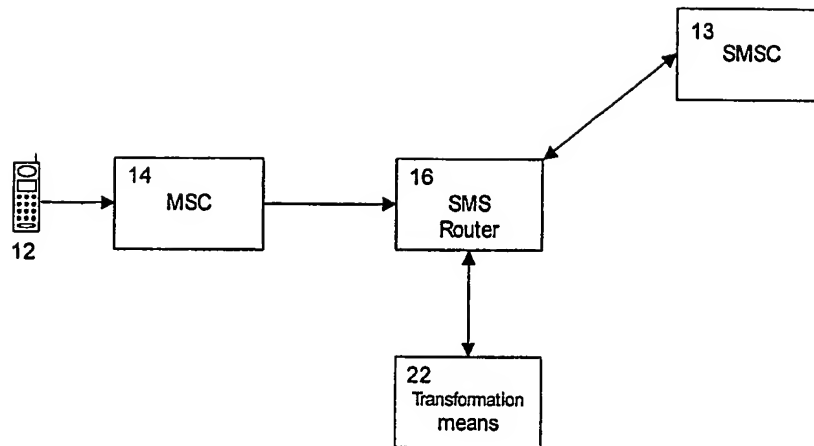 13
SMSC
14
MSC
16
SMS
Router
12
22
Transformation
means